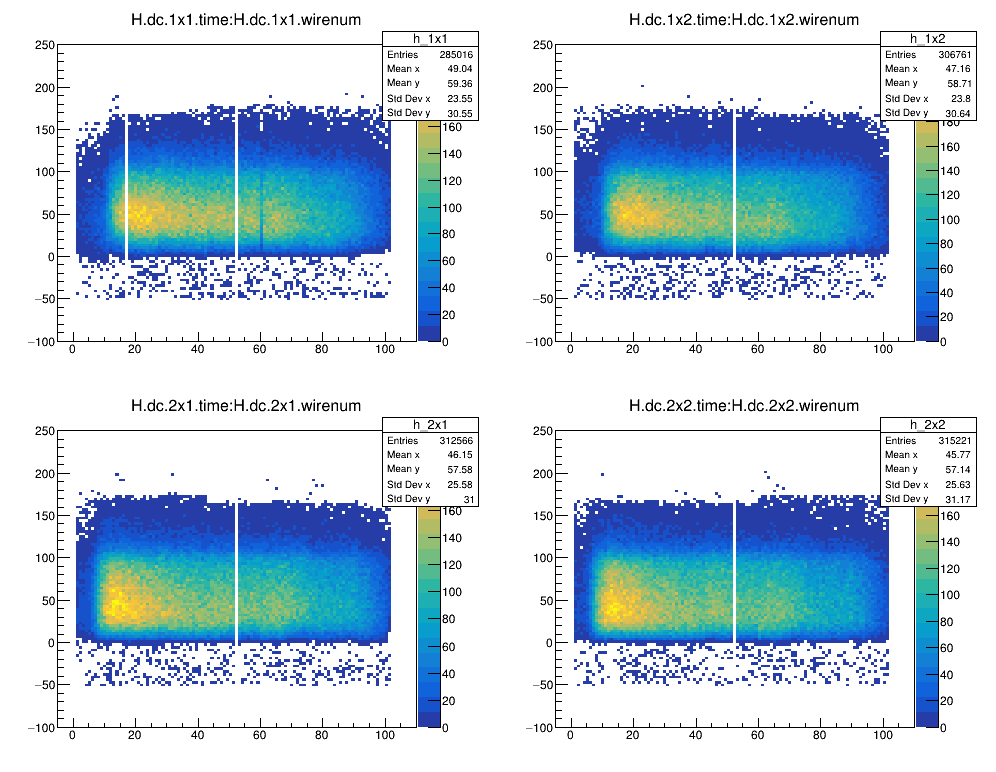 H.dc.1x1.time:H.dc.1x1.wirenum
h_1x1
Entries 285016
Mean x 49.04
Mean y 59.36
Std Dev x 23.55
Std Dev y 30.55
250
200
150
100
50
0
−50
−100
0 20 40 60 80 100
160
140
120
100
80
60
40
20
0
H.dc.1x2.time:H.dc.1x2.wirenum
h_1x2
Entries 306761
Mean x 47.16
Mean y 58.71
Std Dev x 23.8
Std Dev y 30.64
250
200
150
100
50
0
−50
−100
0 20 40 60 80 100
180
160
140
120
100
80
60
40
20
0
H.dc.2x1.time:H.dc.2x1.wirenum
h_2x1
Entries 312566
Mean x 46.15
Mean y 57.58
Std Dev x 25.58
Std Dev y 31
250
200
150
100
50
0
−50
−100
0 20 40 60 80 100
160
140
120
100
80
60
40
20
0
H.dc.2x2.time:H.dc.2x2.wirenum
h_2x2
Entries 315221
Mean x 45.77
Mean y 57.14
Std Dev x 25.63
Std Dev y 31.17
250
200
150
100
50
0
−50
−100
0 20 40 60 80 100
160
140
120
100
80
60
40
20
0